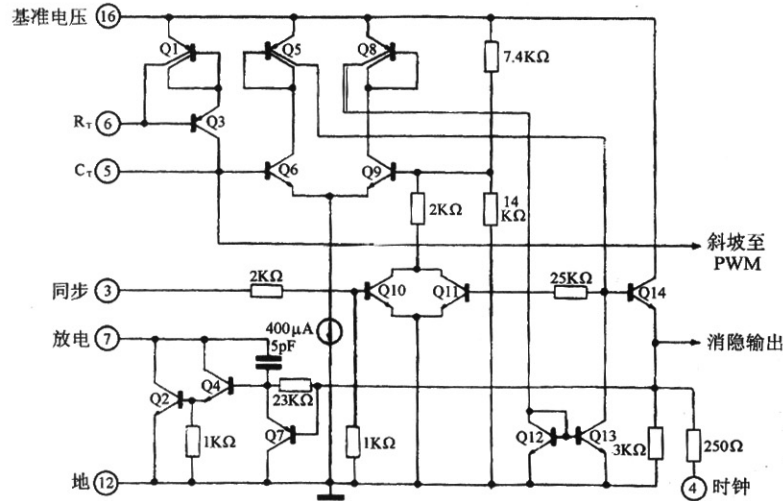 基准电压 16
Q1
Q5
Q8
7.4KΩ
R_T 6
Q3
C_T 5
Q6
Q9
2KΩ
14
KΩ
斜坡至
PWM
同步 3
2KΩ
Q10
Q11
25KΩ
Q14
放电 7
400μA
5pF
消隐输出
Q2
Q4
23KΩ
1KΩ
Q7
1KΩ
Q12
Q13
3KΩ
250Ω
地 12
4 时钟